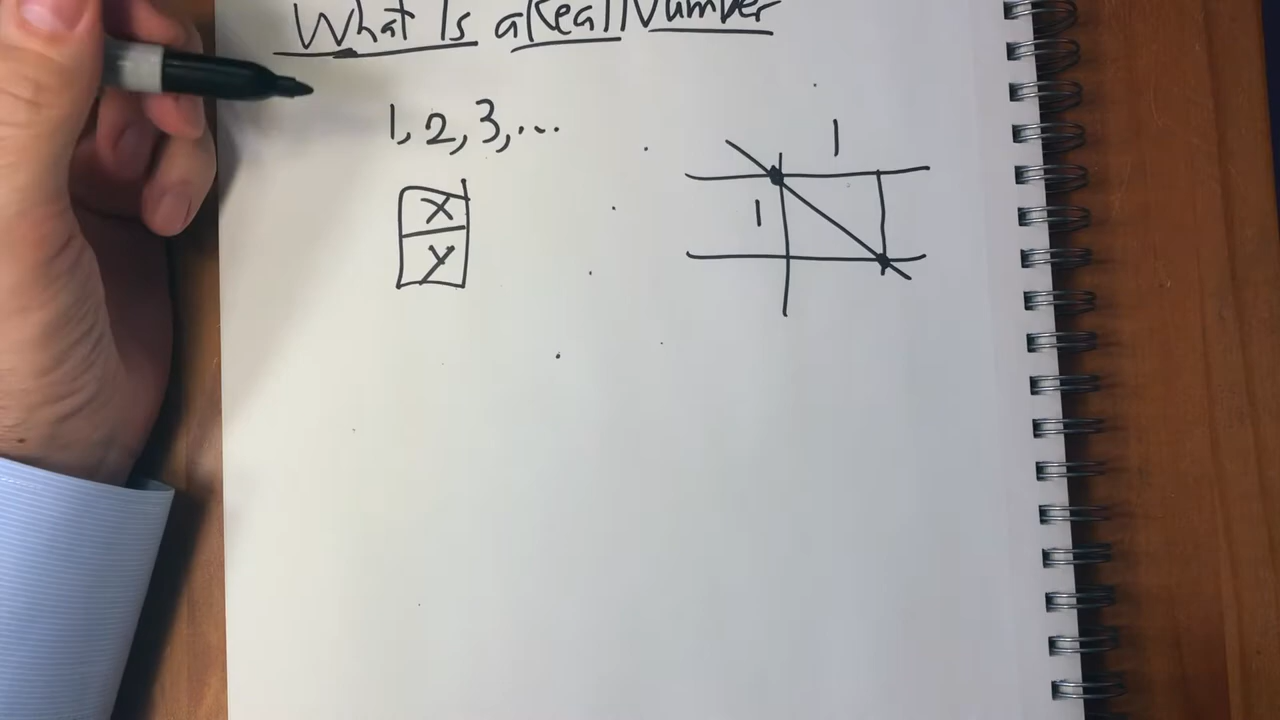 What Is a Real Number
1, 2, 3, ...
1
x
1
y